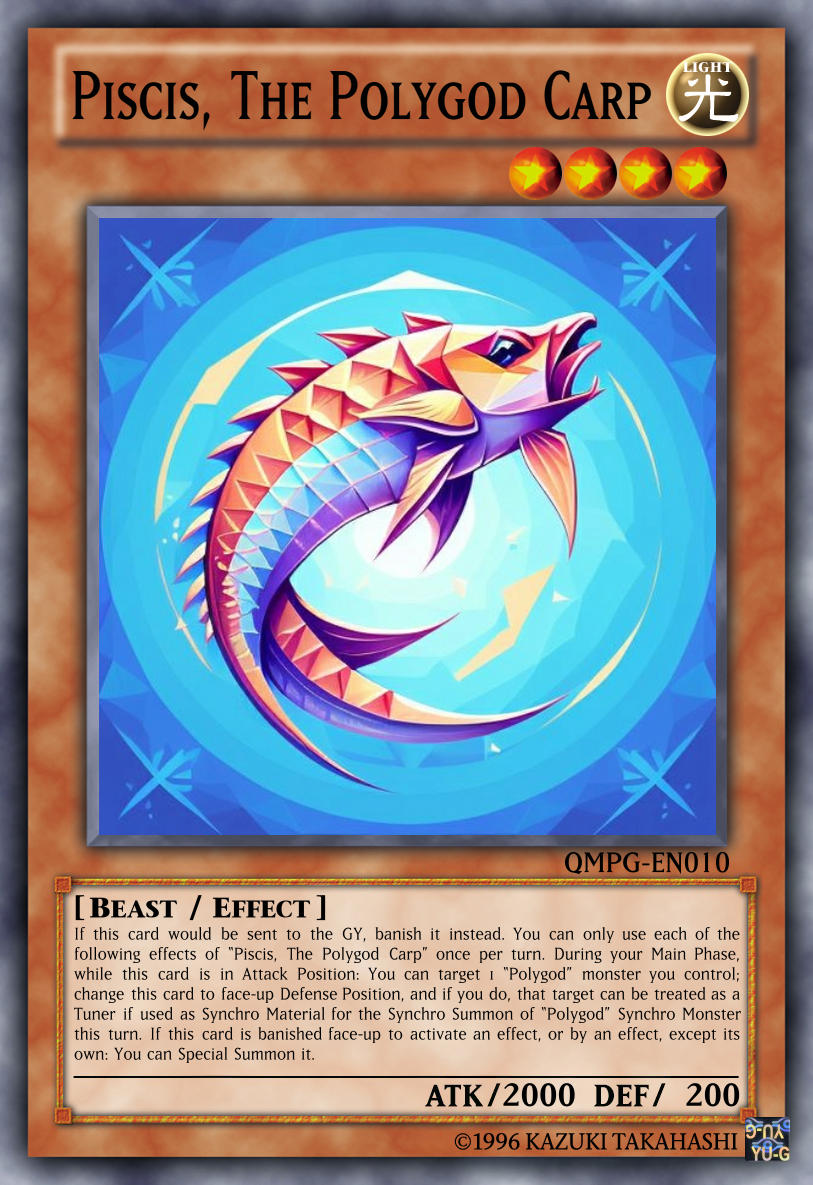 Piscis, The Polygod Carp
LIGHT
光
QMPG-EN010
[ Beast / Effect ]
If this card would be sent to the GY, banish it instead. You can only use each of the
following effects of "Piscis, The Polygod Carp" once per turn. During your Main Phase,
while this card is in Attack Position: You can target 1 "Polygod" monster you control;
change this card to face-up Defense Position, and if you do, that target can be treated as a
Tuner if used as Synchro Material for the Synchro Summon of "Polygod" Synchro Monster
this turn. If this card is banished face-up to activate an effect, or by an effect, except its
own: You can Special Summon it.
ATK/2000 DEF/ 200
©1996 KAZUKI TAKAHASHI
YU-G